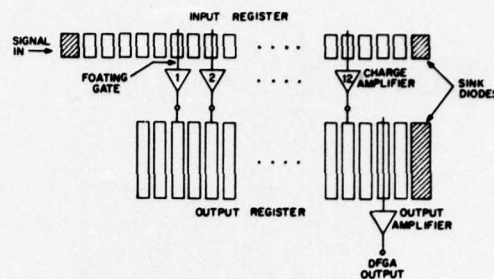 INPUT REGISTER
SIGNAL
IN
FOATING
GATE
1
2
12
CHARGE
AMPLIFIER
SINK
DIODES
OUTPUT REGISTER
OUTPUT
AMPLIFIER
DFGA
OUTPUT